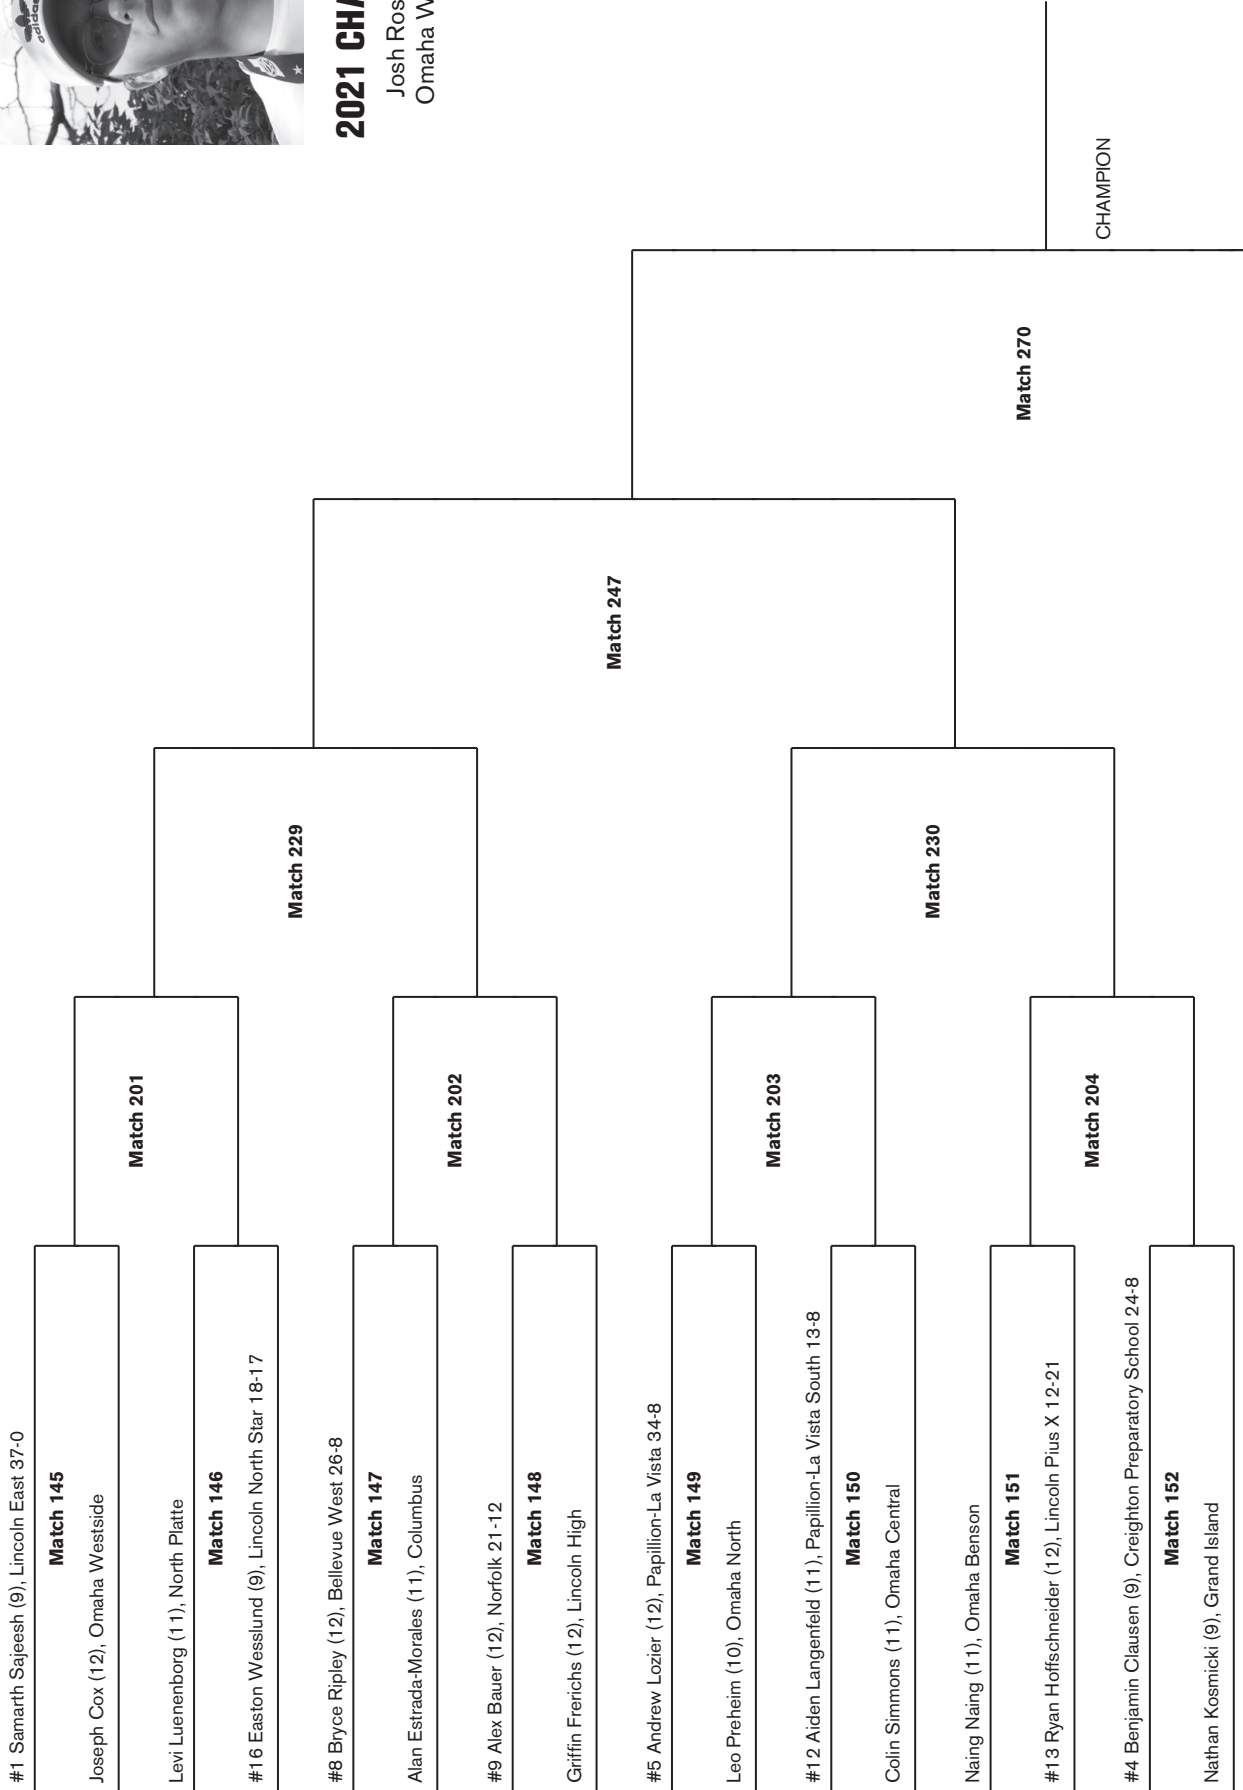 adidas
2021 CHA
Josh Ros
Omaha W
#1 Samarth Sajeesh (9), Lincoln East 37-0
Match 145
Joseph Cox (12), Omaha Westside
Levi Luenenborg (11), North Platte
Match 146
#16 Easton Wesslund (9), Lincoln North Star 18-17
#8 Bryce Ripley (12), Bellevue West 26-8
Match 147
Alan Estrada-Morales (11), Columbus
#9 Alex Bauer (12), Norfolk 21-12
Match 148
Griffin Frerichs (12), Lincoln High
#5 Andrew Lozier (12), Papillion-La Vista 34-8
Match 149
Leo Preheim (10), Omaha North
#12 Aiden Langenfeld (11), Papillion-La Vista South 13-8
Match 150
Colin Simmons (11), Omaha Central
Naing Naing (11), Omaha Benson
Match 151
#13 Ryan Hoffschneider (12), Lincoln Pius X 12-21
#4 Benjamin Clausen (9), Creighton Preparatory School 24-8
Match 152
Nathan Kosmicki (9), Grand Island
Match 201
Match 202
Match 203
Match 204
Match 229
Match 230
Match 247
Match 270
CHAMPION